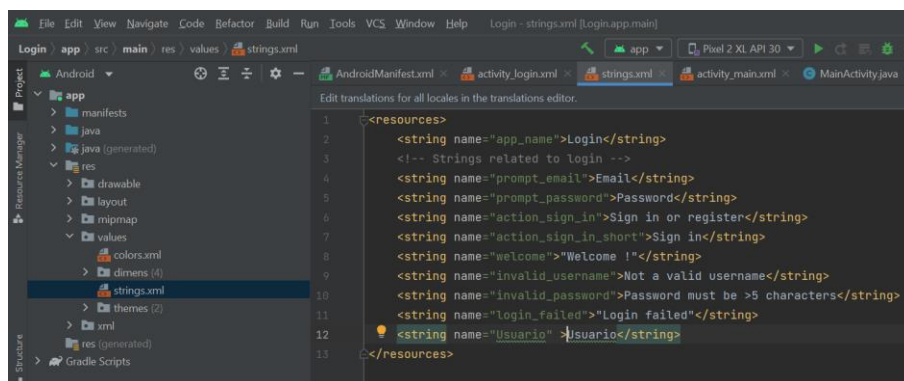 File Edit View Navigate Code Refactor Build Run Tools VCS Window Help Login - strings.xml [Login.app.main]
Login app src main res values strings.xml app Pixel 2 XL API 30
Project
Resource Manager
Structure
Android
app
manifests
java
java (generated)
res
drawable
layout
mipmap
values
colors.xml
dimens (4)
strings.xml
themes (2)
xml
res (generated)
Gradle Scripts
AndroidManifest.xml activity_login.xml strings.xml activity_main.xml MainActivity.java
Edit translations for all locales in the translations editor.
1 <resources>
2 <string name="app_name">Login</string>
3 <!-- Strings related to login -->
4 <string name="prompt_email">Email</string>
5 <string name="prompt_password">Password</string>
6 <string name="action_sign_in">Sign in or register</string>
7 <string name="action_sign_in_short">Sign in</string>
8 <string name="welcome">"Welcome !"</string>
9 <string name="invalid_username">Not a valid username</string>
10 <string name="invalid_password">Password must be >5 characters</string>
11 <string name="login_failed">"Login failed"</string>
12 <string name="Usuario" >Usuario</string>
13 </resources>